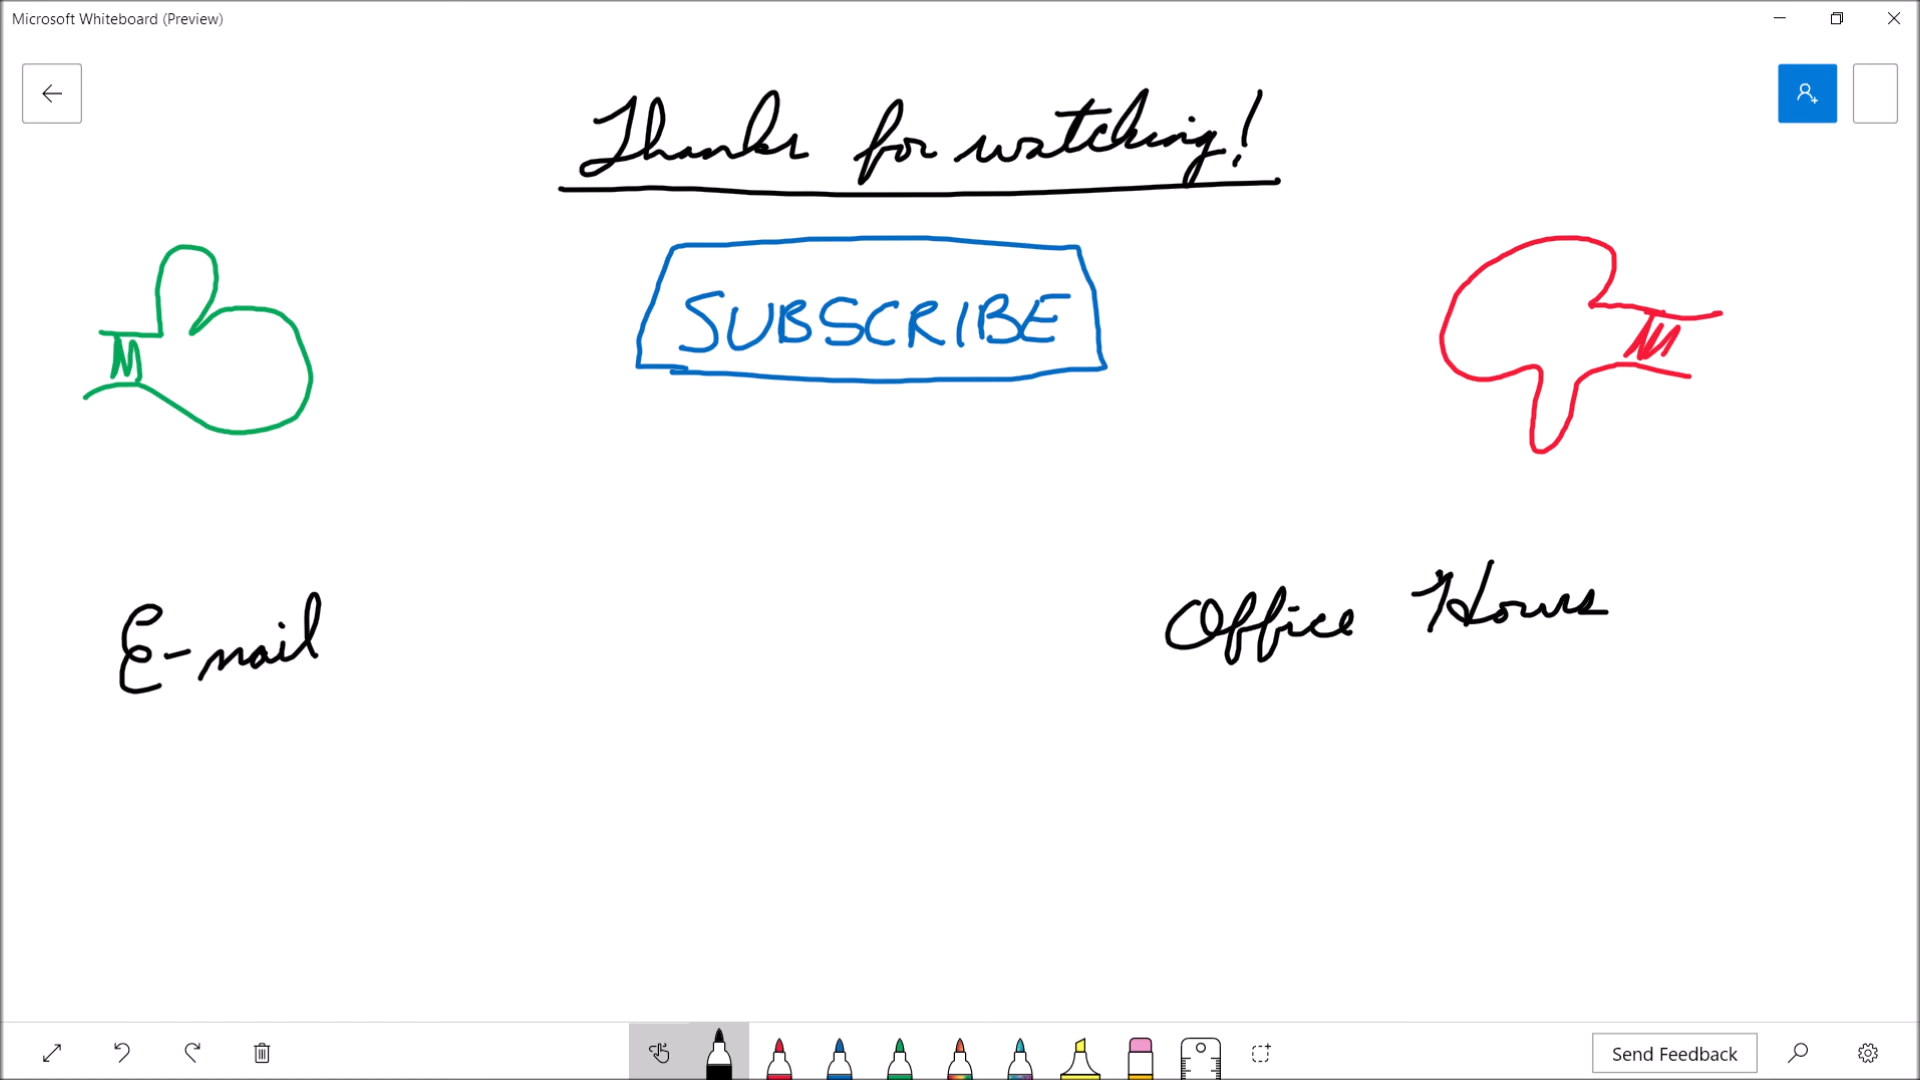 Microsoft Whiteboard (Preview)
Thanks for watching!
SUBSCRIBE
E-mail
Office Hours
Send Feedback